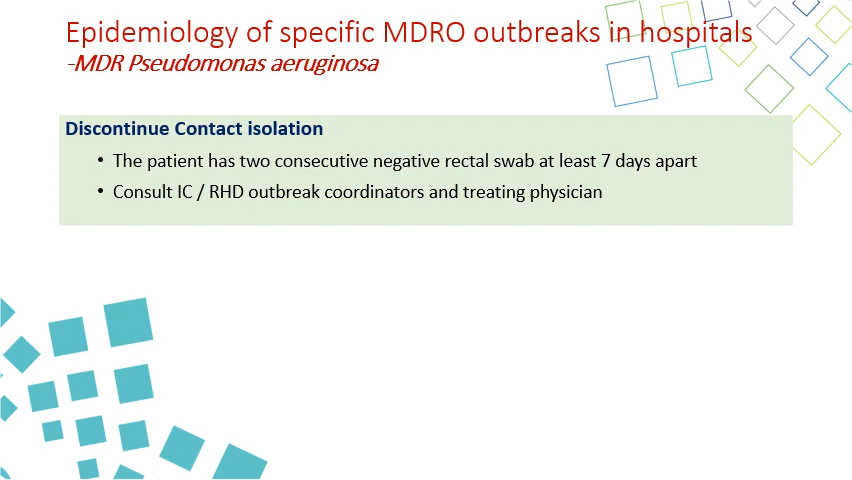 Epidemiology of specific MDRO outbreaks in hospitals
-MDR Pseudomonas aeruginosa
Discontinue Contact isolation
• The patient has two consecutive negative rectal swab at least 7 days apart
• Consult IC / RHD outbreak coordinators and treating physician